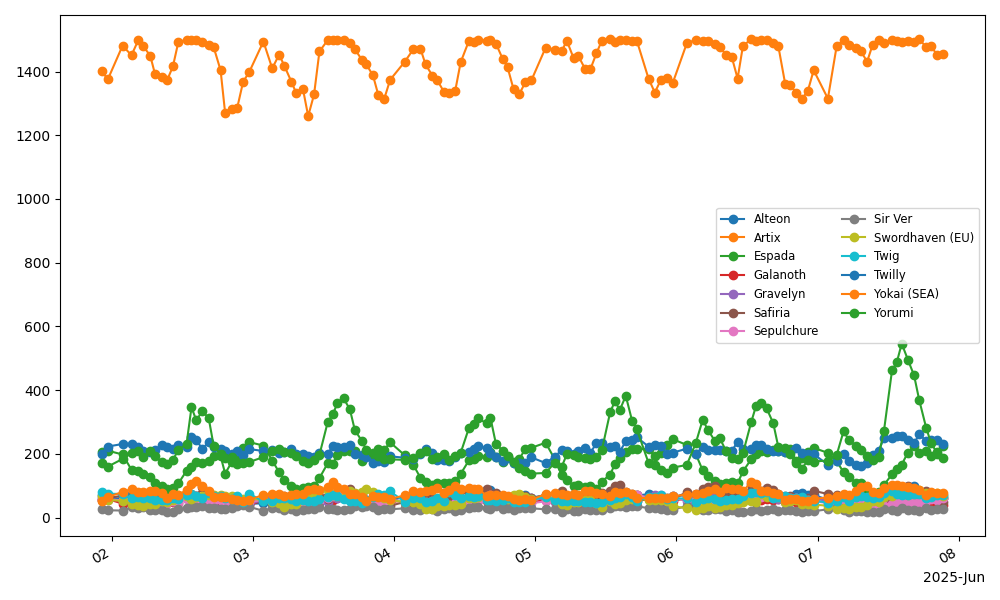 1400
1200
1000
800
600
400
200
0
Alteon
Artix
Espada
Galanoth
Gravelyn
Safiria
Sepulchure
Sir Ver
Swordhaven (EU)
Twig
Twilly
Yokai (SEA)
Yorumi
02 03 04 05 06 07 08
2025-Jun